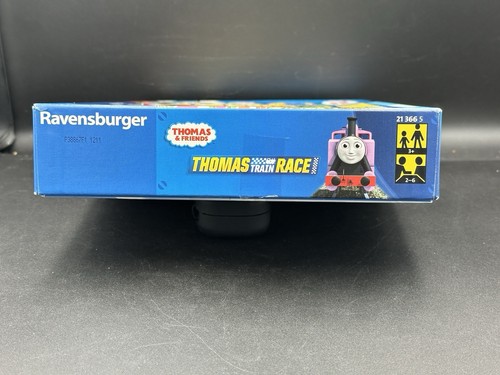 Ravensburger
THOMAS
& FRIENDS
THOMAS TRAIN RACE
21 366 5
3+
2-6